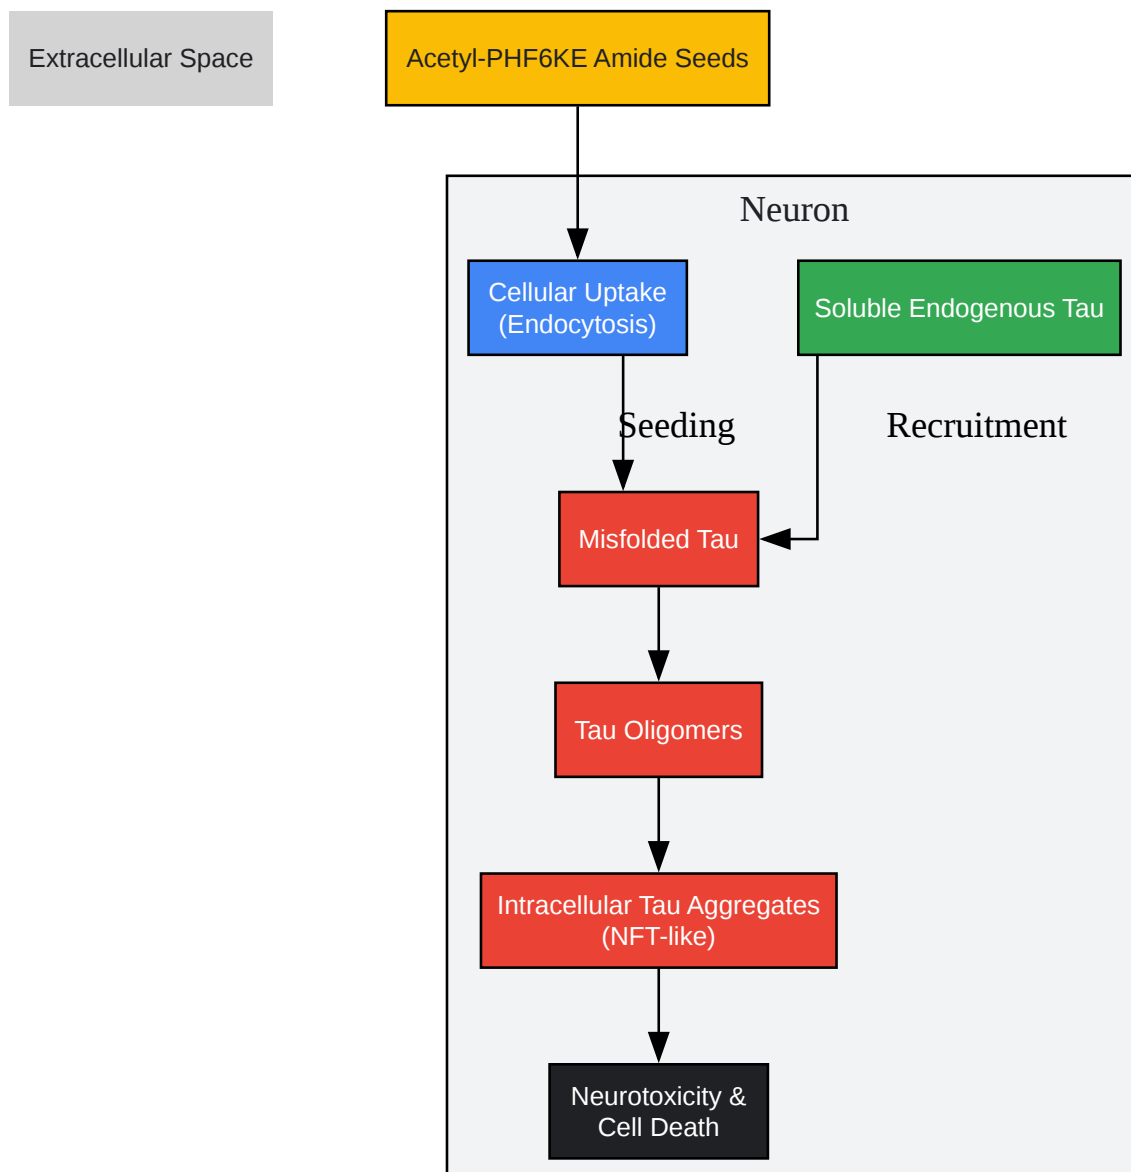 Extracellular Space
Acetyl-PHF6KE Amide Seeds
Neuron
Cellular Uptake
(Endocytosis)
Soluble Endogenous Tau
Seeding
Recruitment
Misfolded Tau
Tau Oligomers
Intracellular Tau Aggregates
(NFT-like)
Neurotoxicity &
Cell Death